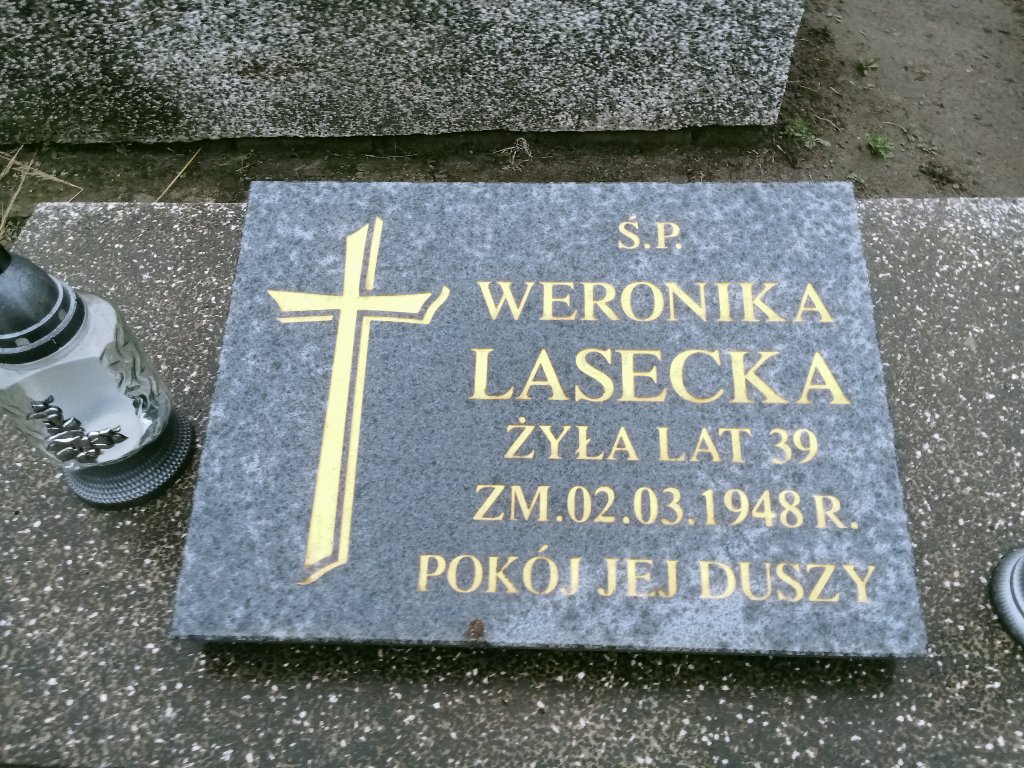 Ś.P.
WERONIKA
LASECKA
ŻYŁA LAT 39
ZM.02.03.1948 R.
POKÓJ JEJ DUSZY